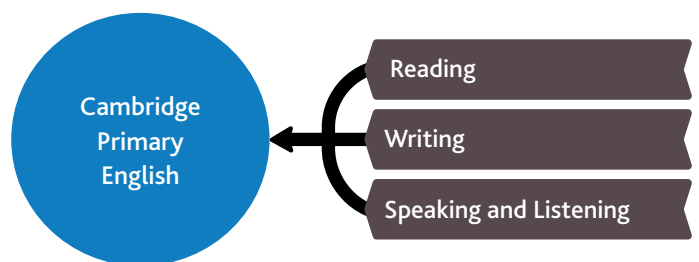 Cambridge
Primary
English
Reading
Writing
Speaking and Listening